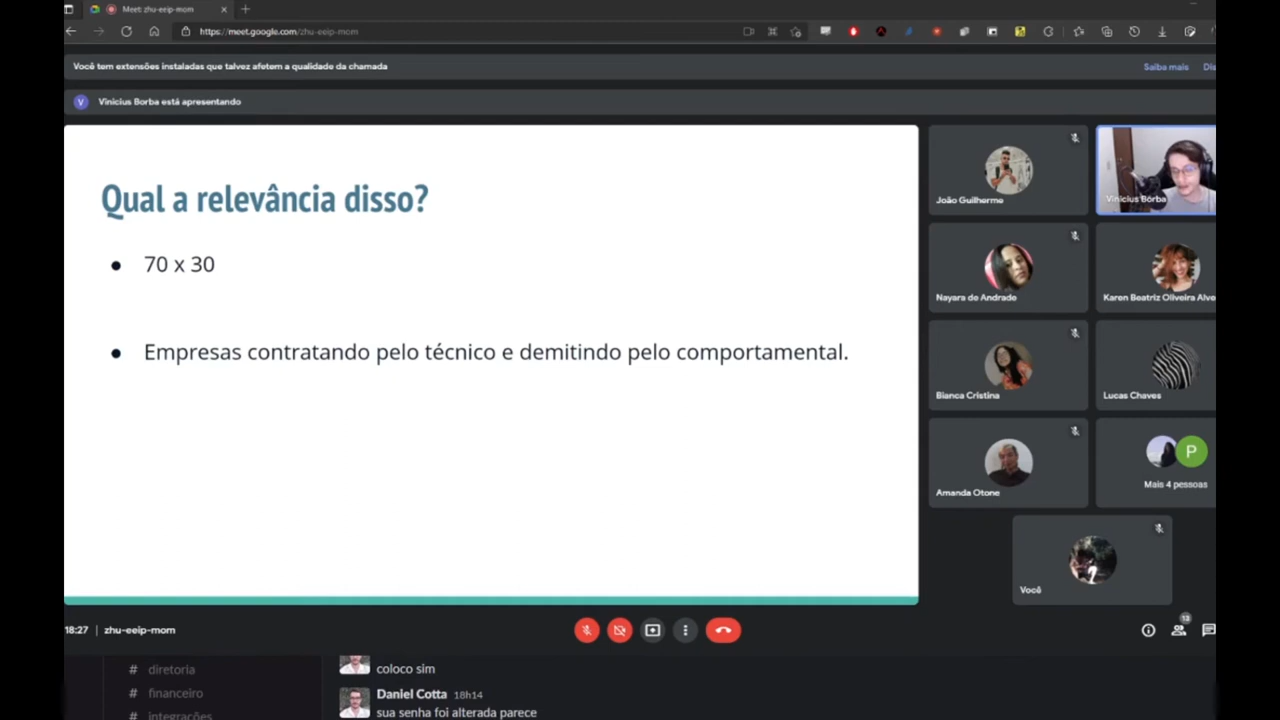 Meet: zhu-eeip-mom
https://meet.google.com/zhu-eeip-mom
Você tem extensões instaladas que talvez afetem a qualidade da chamada
Saiba mais
Dis
V
Vinicius Borba está apresentando
Qual a relevância disso?
70 x 30
Empresas contratando pelo técnico e demitindo pelo comportamental.
João Guilherme
Vinicius Borba
Nayara de Andrade
Karen Beatriz Oliveira Alve
Bianca Cristina
Lucas Chaves
Amanda Otone
P
Mais 4 pessoas
Você
18:27 | zhu-eeip-mom
13
# diretoria
coloco sim
# financeiro
Daniel Cotta 18h14
# integrações
sua senha foi alterada parece